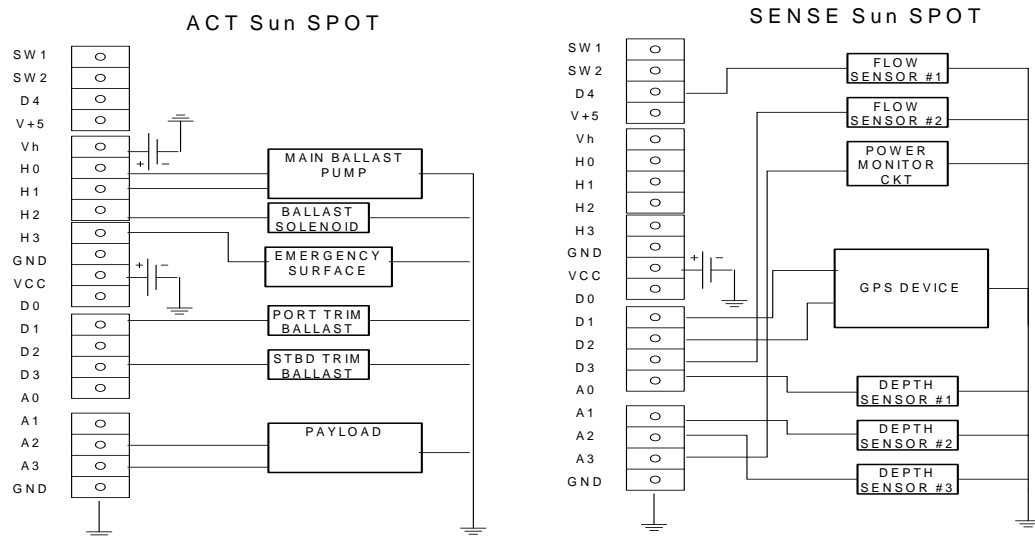 ACT Sun SPOT
SW1
SW2
D4
V+5
Vh
H0
H1
H2
H3
GND
VCC
D0
D1
D2
D3
A0
A1
A2
A3
GND
+ −
MAIN BALLAST
PUMP
BALLAST
SOLENOID
EMERGENCY
SURFACE
+ −
PORT TRIM
BALLAST
STBD TRIM
BALLAST
PAYLOAD
SENSE Sun SPOT
SW1
SW2
D4
V+5
Vh
H0
H1
H2
H3
GND
VCC
D0
D1
D2
D3
A0
A1
A2
A3
GND
FLOW
SENSOR #1
FLOW
SENSOR #2
POWER
MONITOR
CKT
+ −
GPS DEVICE
DEPTH
SENSOR #1
DEPTH
SENSOR #2
DEPTH
SENSOR #3